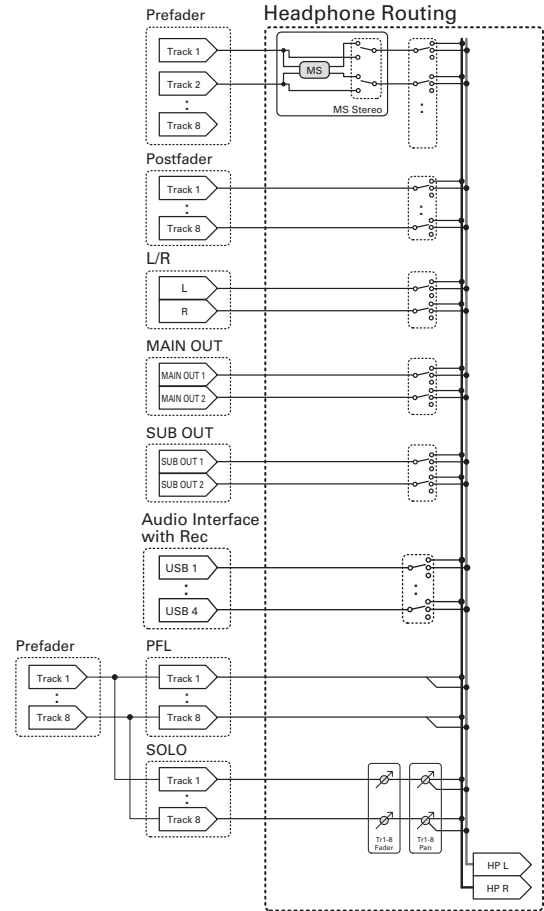 Prefader
Headphone Routing
Track 1
Track 2
:
Track 8
MS
MS Stereo
:
Postfader
Track 1
:
Track 8
:
L/R
L
R
MAIN OUT
MAIN OUT 1
MAIN OUT 2
SUB OUT
SUB OUT 1
SUB OUT 2
Audio Interface
with Rec
USB 1
:
USB 4
:
Prefader
Track 1
:
Track 8
PFL
Track 1
:
Track 8
SOLO
Track 1
:
Track 8
Tr1-8
Fader
Tr1-8
Pan
HP L
HP R